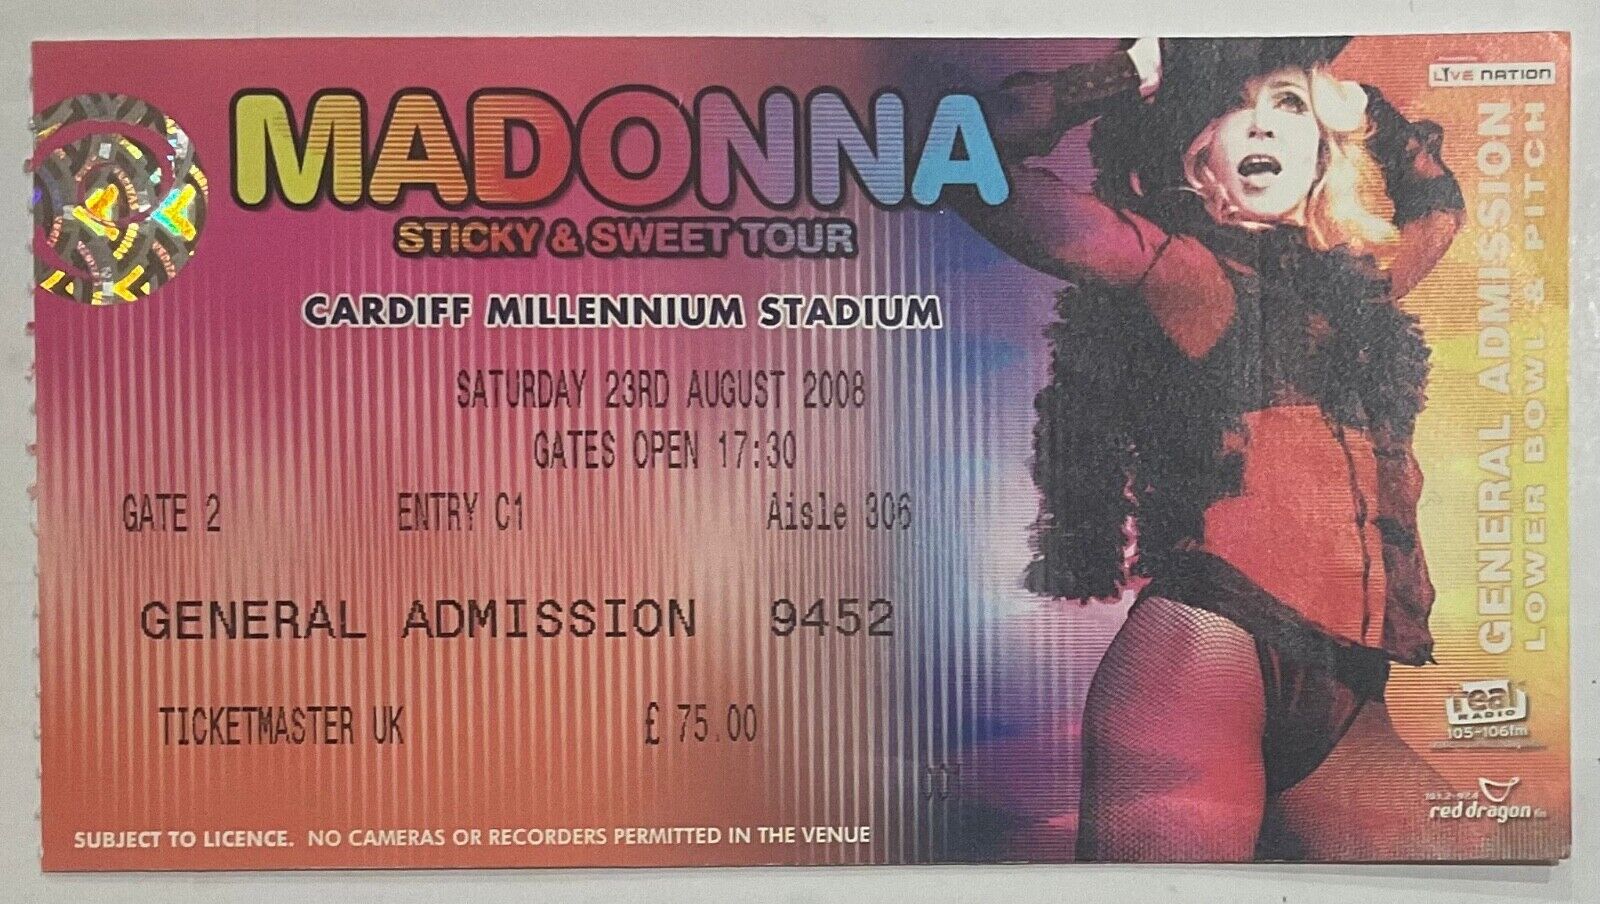 MADONNA
STICKY & SWEET TOUR
CARDIFF MILLENNIUM STADIUM
SATURDAY 23RD AUGUST 2008
GATES OPEN 17:30
GATE 2 ENTRY C1 Aisle 306
GENERAL ADMISSION 9452
TICKETMASTER UK £ 75.00
SUBJECT TO LICENCE. NO CAMERAS OR RECORDERS PERMITTED IN THE VENUE
LIVE NATION
GENERAL ADMISSION
LOWER BOWL & PITCH
real
RADIO
105-106fm
red dragon fm